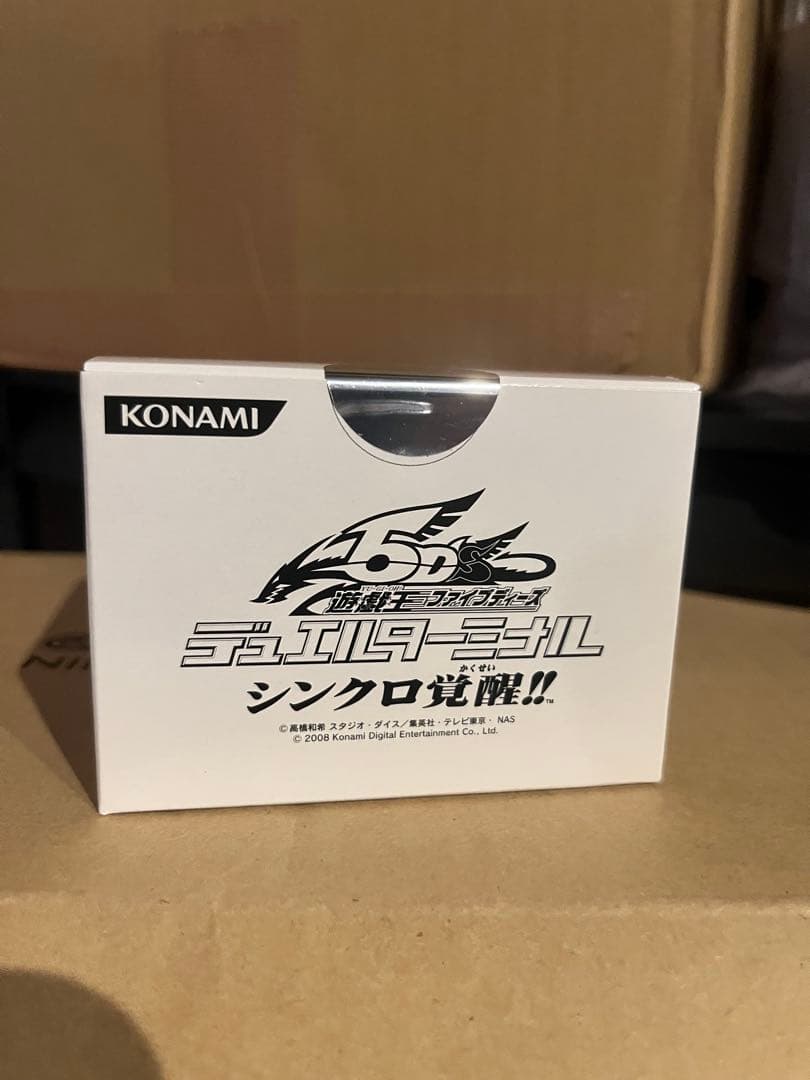 KONAMI
5D's
YU-GI-OH!
遊戯王ファイブディーズ
デュエルターミナル
かくせい
シンクロ覚醒!!™
©高橋和希 スタジオ・ダイス／集英社・テレビ東京・NAS
© 2008 Konami Digital Entertainment Co., Ltd.